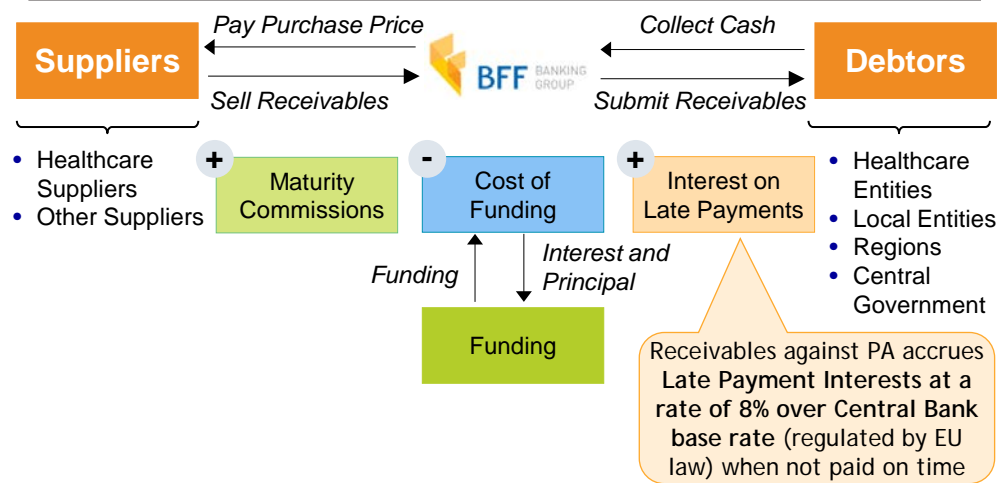 Pay Purchase Price
Collect Cash
Suppliers
BFF BANKING
GROUP
Debtors
Sell Receivables
Submit Receivables
• Healthcare
Suppliers
• Other Suppliers
+
Maturity
Commissions
-
Cost of
Funding
+
Interest on
Late Payments
• Healthcare
Entities
• Local Entities
• Regions
• Central
Government
Funding
Interest and
Principal
Funding
Receivables against PA accrues
Late Payment Interests at a
rate of 8% over Central Bank
base rate (regulated by EU
law) when not paid on time